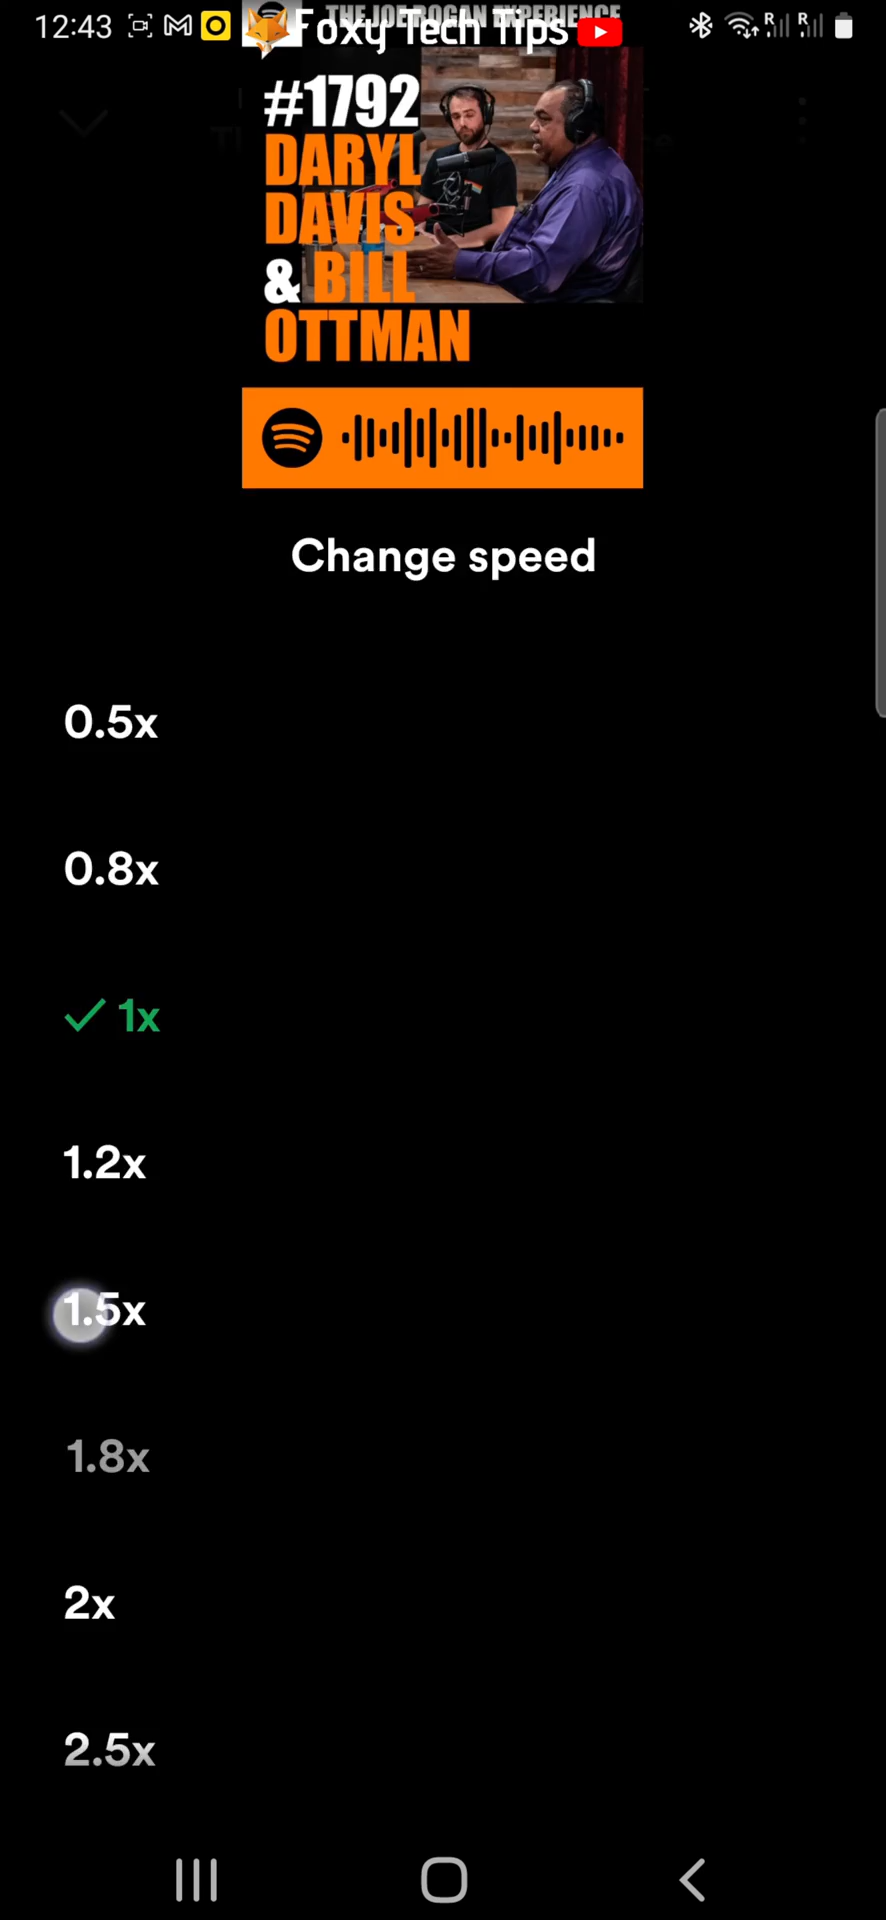 12:43
Foxy Tech Tips
THE JOE ROGAN EXPERIENCE
#1792
DARYL
DAVIS
& BILL
OTTMAN
Change speed
0.5x
0.8x
1x
1.2x
1.5x
1.8x
2x
2.5x